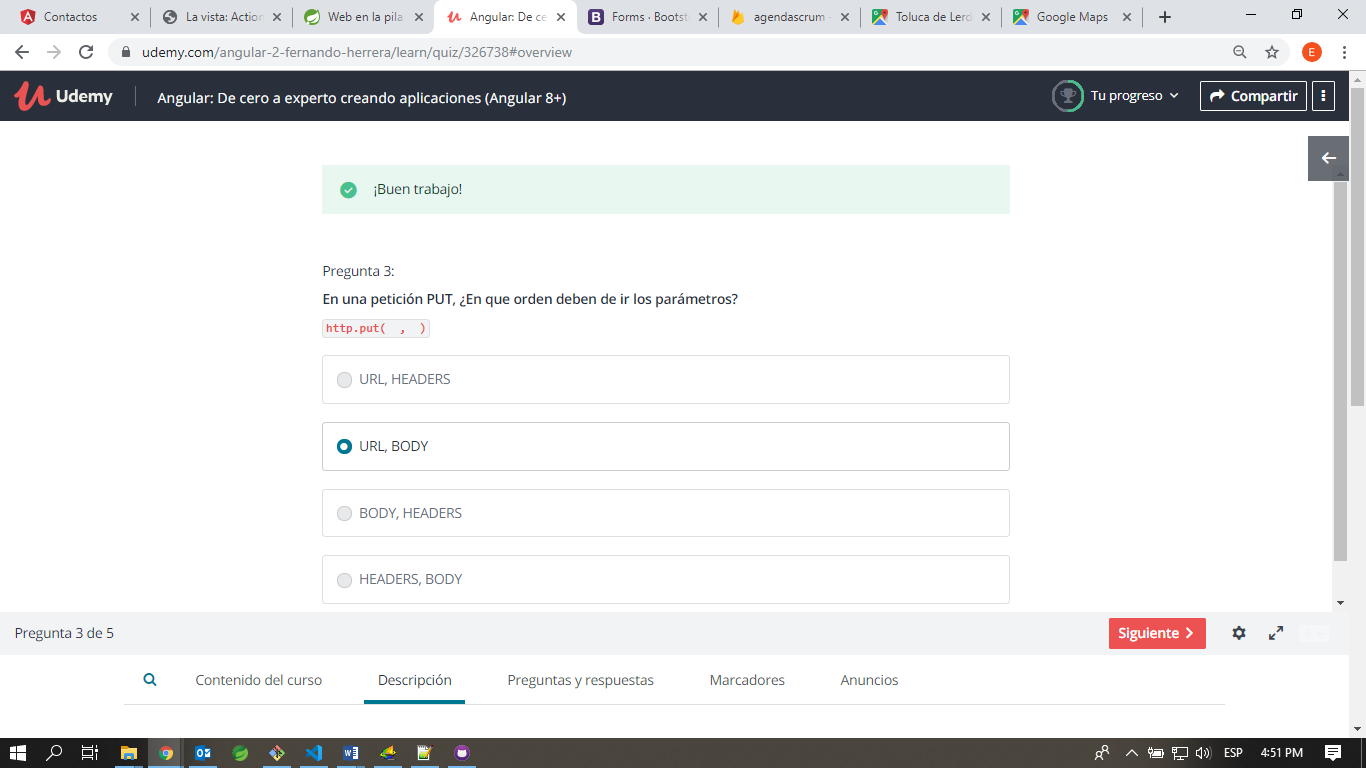 Contactos
La vista: Action
Web en la pila
Angular: De ce
Forms · Bootst
agendascrum -
Toluca de Lerd
Google Maps
udemy.com/angular-2-fernando-herrera/learn/quiz/326738#overview
E
Udemy
Angular: De cero a experto creando aplicaciones (Angular 8+)
Tu progreso
Compartir
¡Buen trabajo!
Pregunta 3:
En una petición PUT, ¿En que orden deben de ir los parámetros?
http.put(  ,  )
URL, HEADERS
URL, BODY
BODY, HEADERS
HEADERS, BODY
Pregunta 3 de 5
Siguiente
Contenido del curso
Descripción
Preguntas y respuestas
Marcadores
Anuncios
ESP
4:51 PM